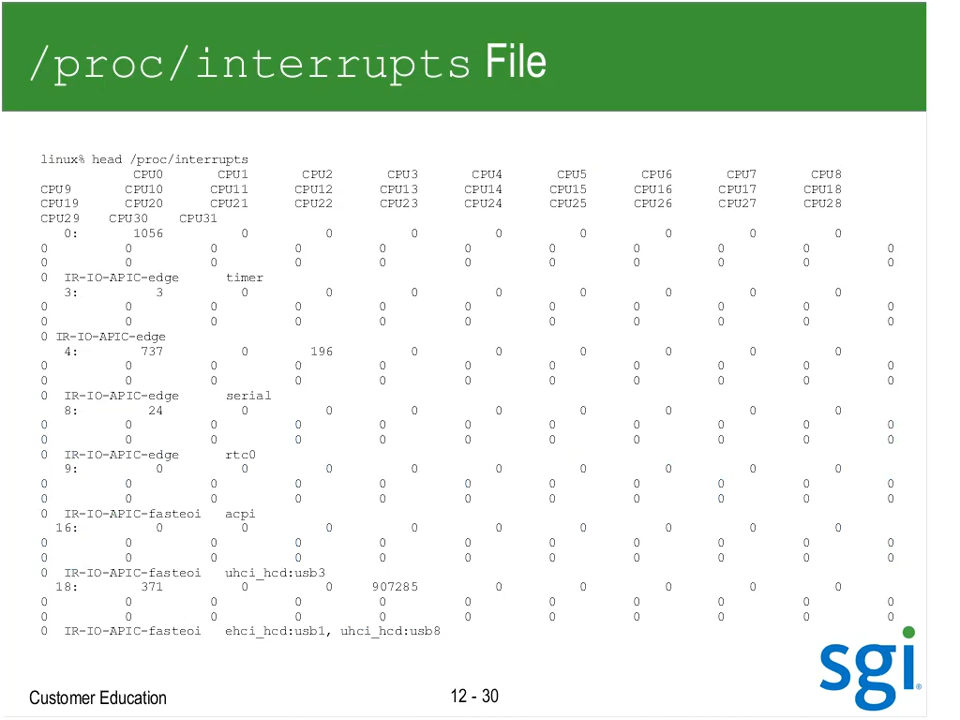 /proc/interrupts File
linux% head /proc/interrupts
CPU0 CPU1 CPU2 CPU3 CPU4 CPU5 CPU6 CPU7 CPU8
CPU9 CPU10 CPU11 CPU12 CPU13 CPU14 CPU15 CPU16 CPU17 CPU18
CPU19 CPU20 CPU21 CPU22 CPU23 CPU24 CPU25 CPU26 CPU27 CPU28
CPU29 CPU30 CPU31
0: 1056 0 0 0 0 0 0 0 0
0 0 0 0 0 0 0 0 0 0 0
0 0 0 0 0 0 0 0 0 0 0
0 IR-IO-APIC-edge timer
3: 3 0 0 0 0 0 0 0 0
0 0 0 0 0 0 0 0 0 0 0
0 0 0 0 0 0 0 0 0 0 0
0 IR-IO-APIC-edge
4: 737 0 196 0 0 0 0 0 0
0 0 0 0 0 0 0 0 0 0 0
0 0 0 0 0 0 0 0 0 0 0
0 IR-IO-APIC-edge serial
8: 24 0 0 0 0 0 0 0 0
0 0 0 0 0 0 0 0 0 0 0
0 0 0 0 0 0 0 0 0 0 0
0 IR-IO-APIC-edge rtc0
9: 0 0 0 0 0 0 0 0 0
0 0 0 0 0 0 0 0 0 0 0
0 0 0 0 0 0 0 0 0 0 0
0 IR-IO-APIC-fasteoi acpi
16: 0 0 0 0 0 0 0 0 0
0 0 0 0 0 0 0 0 0 0 0
0 0 0 0 0 0 0 0 0 0 0
0 IR-IO-APIC-fasteoi uhci_hcd:usb3
18: 371 0 0 907285 0 0 0 0 0
0 0 0 0 0 0 0 0 0 0 0
0 0 0 0 0 0 0 0 0 0 0
0 IR-IO-APIC-fasteoi ehci_hcd:usb1, uhci_hcd:usb8
sgi®
Customer Education
12 - 30